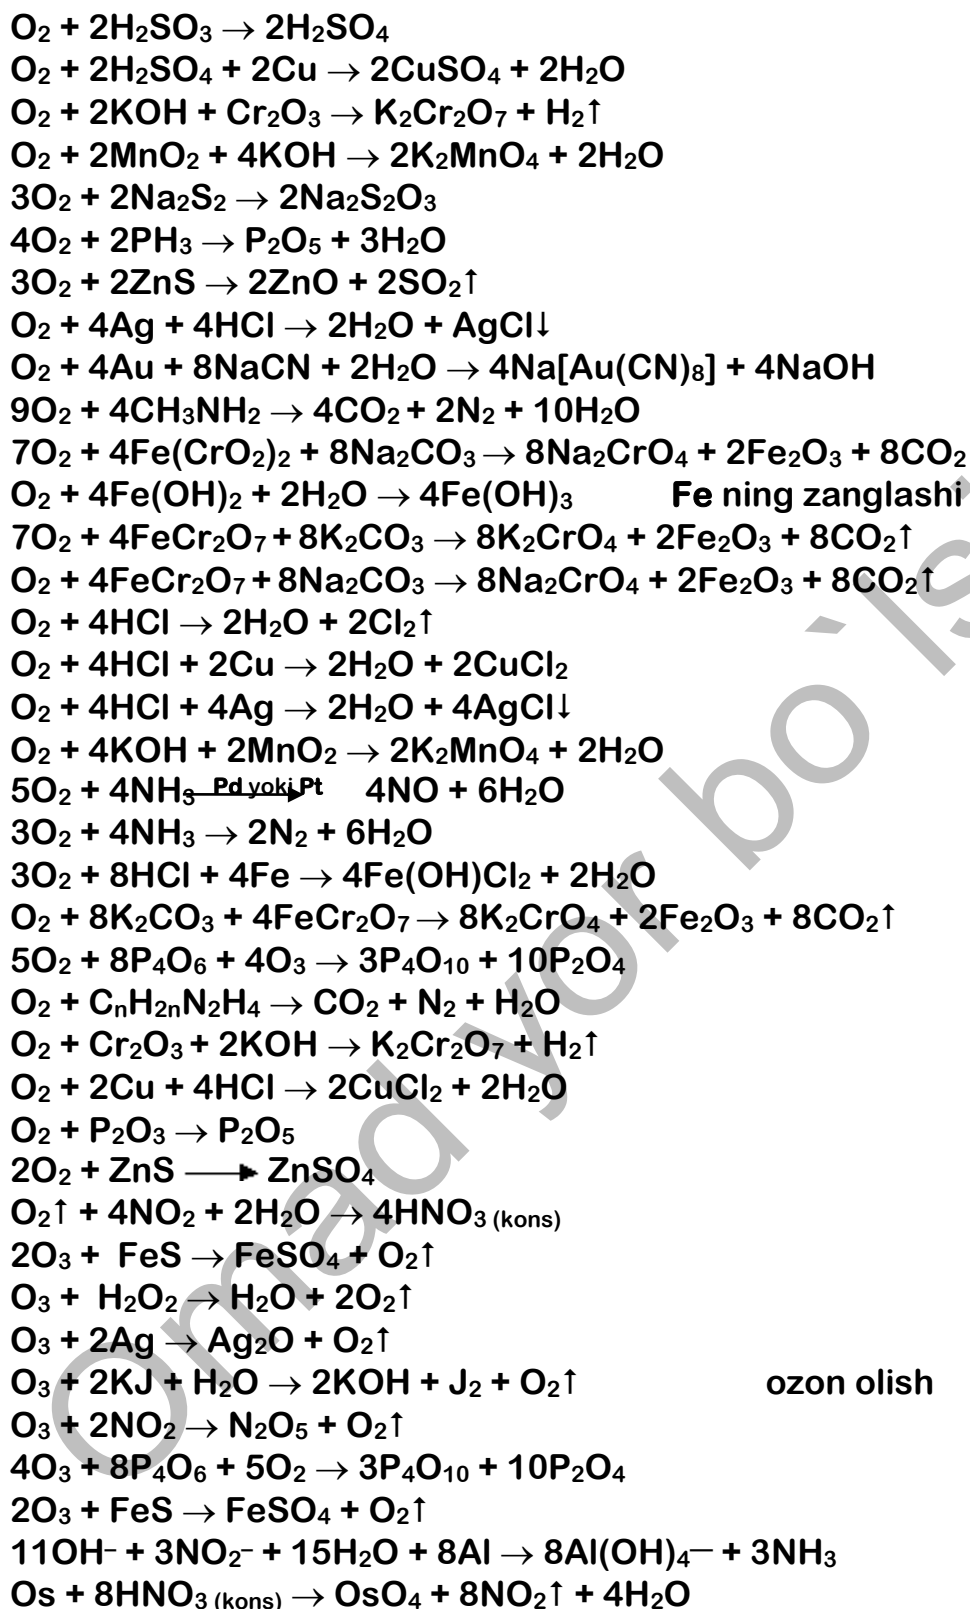 O₂ + 2H₂SO₃ → 2H₂SO₄
O₂ + 2H₂SO₄ + 2Cu → 2CuSO₄ + 2H₂O
O₂ + 2KOH + Cr₂O₃ → K₂Cr₂O₇ + H₂↑
O₂ + 2MnO₂ + 4KOH → 2K₂MnO₄ + 2H₂O
3O₂ + 2Na₂S₂ → 2Na₂S₂O₃
4O₂ + 2PH₃ → P₂O₅ + 3H₂O
3O₂ + 2ZnS → 2ZnO + 2SO₂↑
O₂ + 4Ag + 4HCl → 2H₂O + AgCl↓
O₂ + 4Au + 8NaCN + 2H₂O → 4Na[Au(CN)₈] + 4NaOH
9O₂ + 4CH₃NH₂ → 4CO₂ + 2N₂ + 10H₂O
7O₂ + 4Fe(CrO₂)₂ + 8Na₂CO₃ → 8Na₂CrO₄ + 2Fe₂O₃ + 8CO₂
O₂ + 4Fe(OH)₂ + 2H₂O → 4Fe(OH)₃ Fe ning zanglashi
7O₂ + 4FeCr₂O₇ + 8K₂CO₃ → 8K₂CrO₄ + 2Fe₂O₃ + 8CO₂↑
O₂ + 4FeCr₂O₇ + 8Na₂CO₃ → 8Na₂CrO₄ + 2Fe₂O₃ + 8CO₂↑
O₂ + 4HCl → 2H₂O + 2Cl₂↑
O₂ + 4HCl + 2Cu → 2H₂O + 2CuCl₂
O₂ + 4HCl + 4Ag → 2H₂O + 4AgCl↓
O₂ + 4KOH + 2MnO₂ → 2K₂MnO₄ + 2H₂O
5O₂ + 4NH₃ Pd yoki Pt → 4NO + 6H₂O
3O₂ + 4NH₃ → 2N₂ + 6H₂O
3O₂ + 8HCl + 4Fe → 4Fe(OH)Cl₂ + 2H₂O
O₂ + 8K₂CO₃ + 4FeCr₂O₇ → 8K₂CrO₄ + 2Fe₂O₃ + 8CO₂↑
5O₂ + 8P₄O₆ + 4O₃ → 3P₄O₁₀ + 10P₂O₄
O₂ + CₙH₂ₙN₂H₄ → CO₂ + N₂ + H₂O
O₂ + Cr₂O₃ + 2KOH → K₂Cr₂O₇ + H₂↑
O₂ + 2Cu + 4HCl → 2CuCl₂ + 2H₂O
O₂ + P₂O₃ → P₂O₅
2O₂ + ZnS → ZnSO₄
O₂↑ + 4NO₂ + 2H₂O → 4HNO₃ (kons)
2O₃ + FeS → FeSO₄ + O₂↑
O₃ + H₂O₂ → H₂O + 2O₂↑
O₃ + 2Ag → Ag₂O + O₂↑
O₃ + 2KJ + H₂O → 2KOH + J₂ + O₂↑ ozon olish
O₃ + 2NO₂ → N₂O₅ + O₂↑
4O₃ + 8P₄O₆ + 5O₂ → 3P₄O₁₀ + 10P₂O₄
2O₃ + FeS → FeSO₄ + O₂↑
11OH⁻ + 3NO₂⁻ + 15H₂O + 8Al → 8Al(OH)₄⁻ + 3NH₃
Os + 8HNO₃ (kons) → OsO₄ + 8NO₂↑ + 4H₂O
Omad yor bo`ls